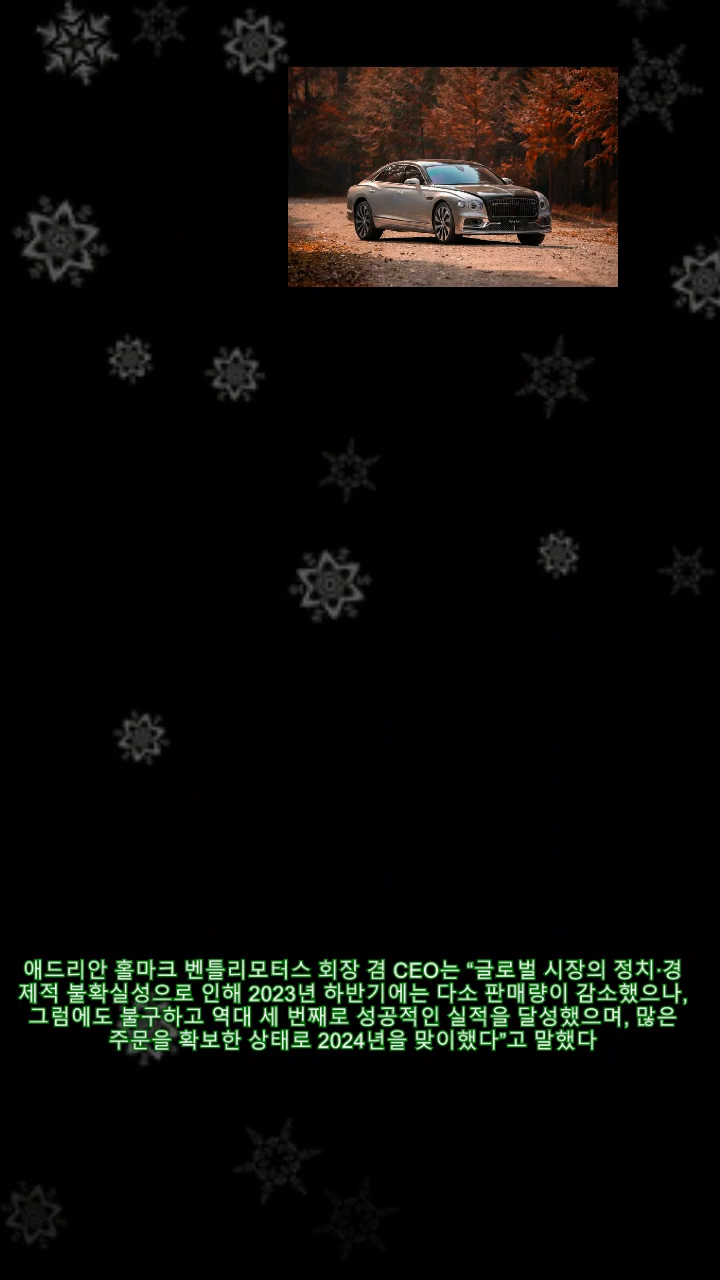 애드리안 홀마크 벤틀리모터스 회장 겸 CEO는 “글로벌 시장의 정치·경
제적 불확실성으로 인해 2023년 하반기에는 다소 판매량이 감소했으나,
그럼에도 불구하고 역대 세 번째로 성공적인 실적을 달성했으며, 많은
주문을 확보한 상태로 2024년을 맞이했다”고 말했다